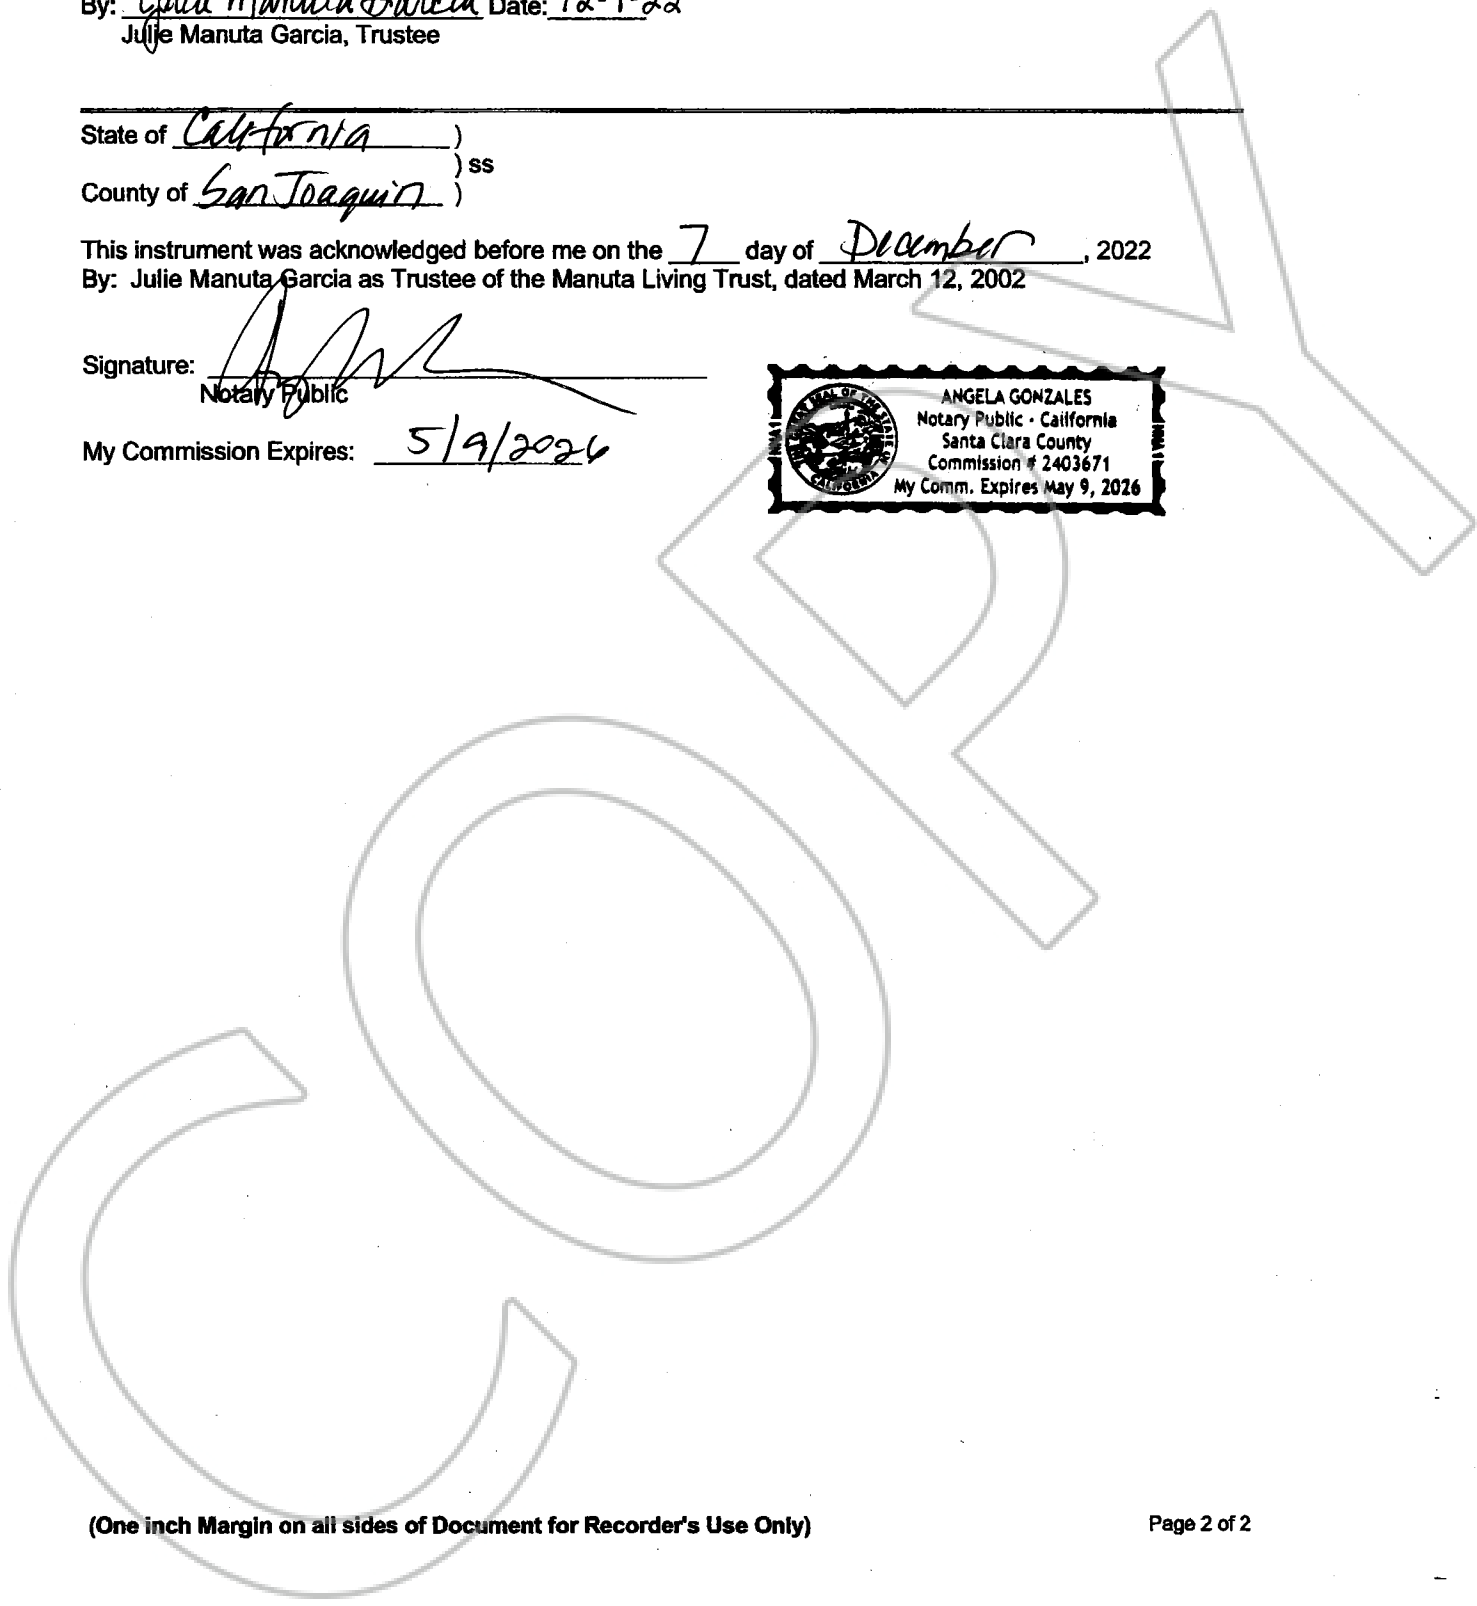 By: Julie Manuta Garcia Date: 12-7-22
Julie Manuta Garcia, Trustee
State of California )
) ss
County of San Joaquin )
This instrument was acknowledged before me on the 7 day of December, 2022
By: Julie Manuta Garcia as Trustee of the Manuta Living Trust, dated March 12, 2002
Signature:
Notary Public
ANGELA GONZALES
Notary Public - California
Santa Clara County
Commission # 2403671
My Comm. Expires May 9, 2026
My Commission Expires: 5/9/2026
COPY
(One inch Margin on all sides of Document for Recorder's Use Only)
Page 2 of 2